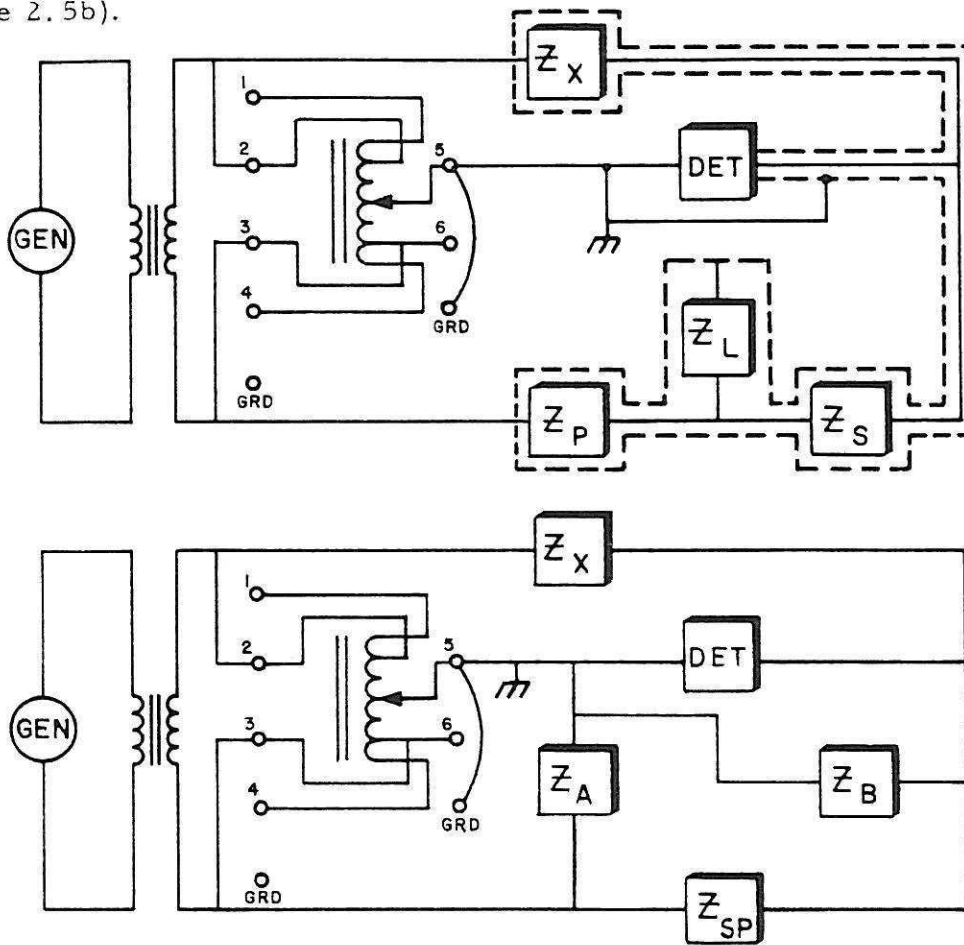 e 2.5b).
Z X
1
2
5
DET
GEN
3
6
4
GRD
Z L
GRD
Z P
Z S
Z X
1
2
5
DET
GEN
3
6
Z A
Z B
4
GRD
GRD
Z SP